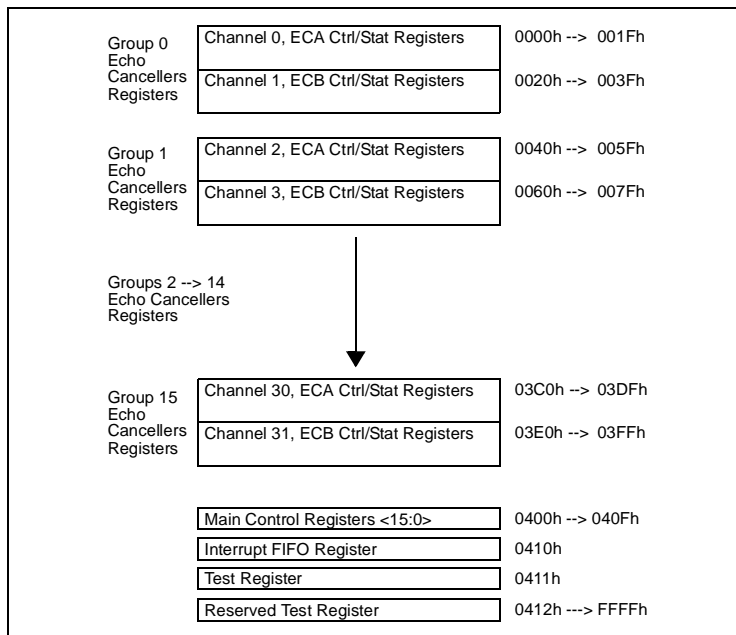 Group 0
Echo
Cancellers
Registers
Channel 0, ECA Ctrl/Stat Registers
0000h --> 001Fh
Channel 1, ECB Ctrl/Stat Registers
0020h --> 003Fh
Group 1
Echo
Cancellers
Registers
Channel 2, ECA Ctrl/Stat Registers
0040h --> 005Fh
Channel 3, ECB Ctrl/Stat Registers
0060h --> 007Fh
Groups 2 --> 14
Echo Cancellers
Registers
Group 15
Echo
Cancellers
Registers
Channel 30, ECA Ctrl/Stat Registers
03C0h --> 03DFh
Channel 31, ECB Ctrl/Stat Registers
03E0h --> 03FFh
Main Control Registers <15:0>
0400h --> 040Fh
Interrupt FIFO Register
0410h
Test Register
0411h
Reserved Test Register
0412h ---> FFFFh